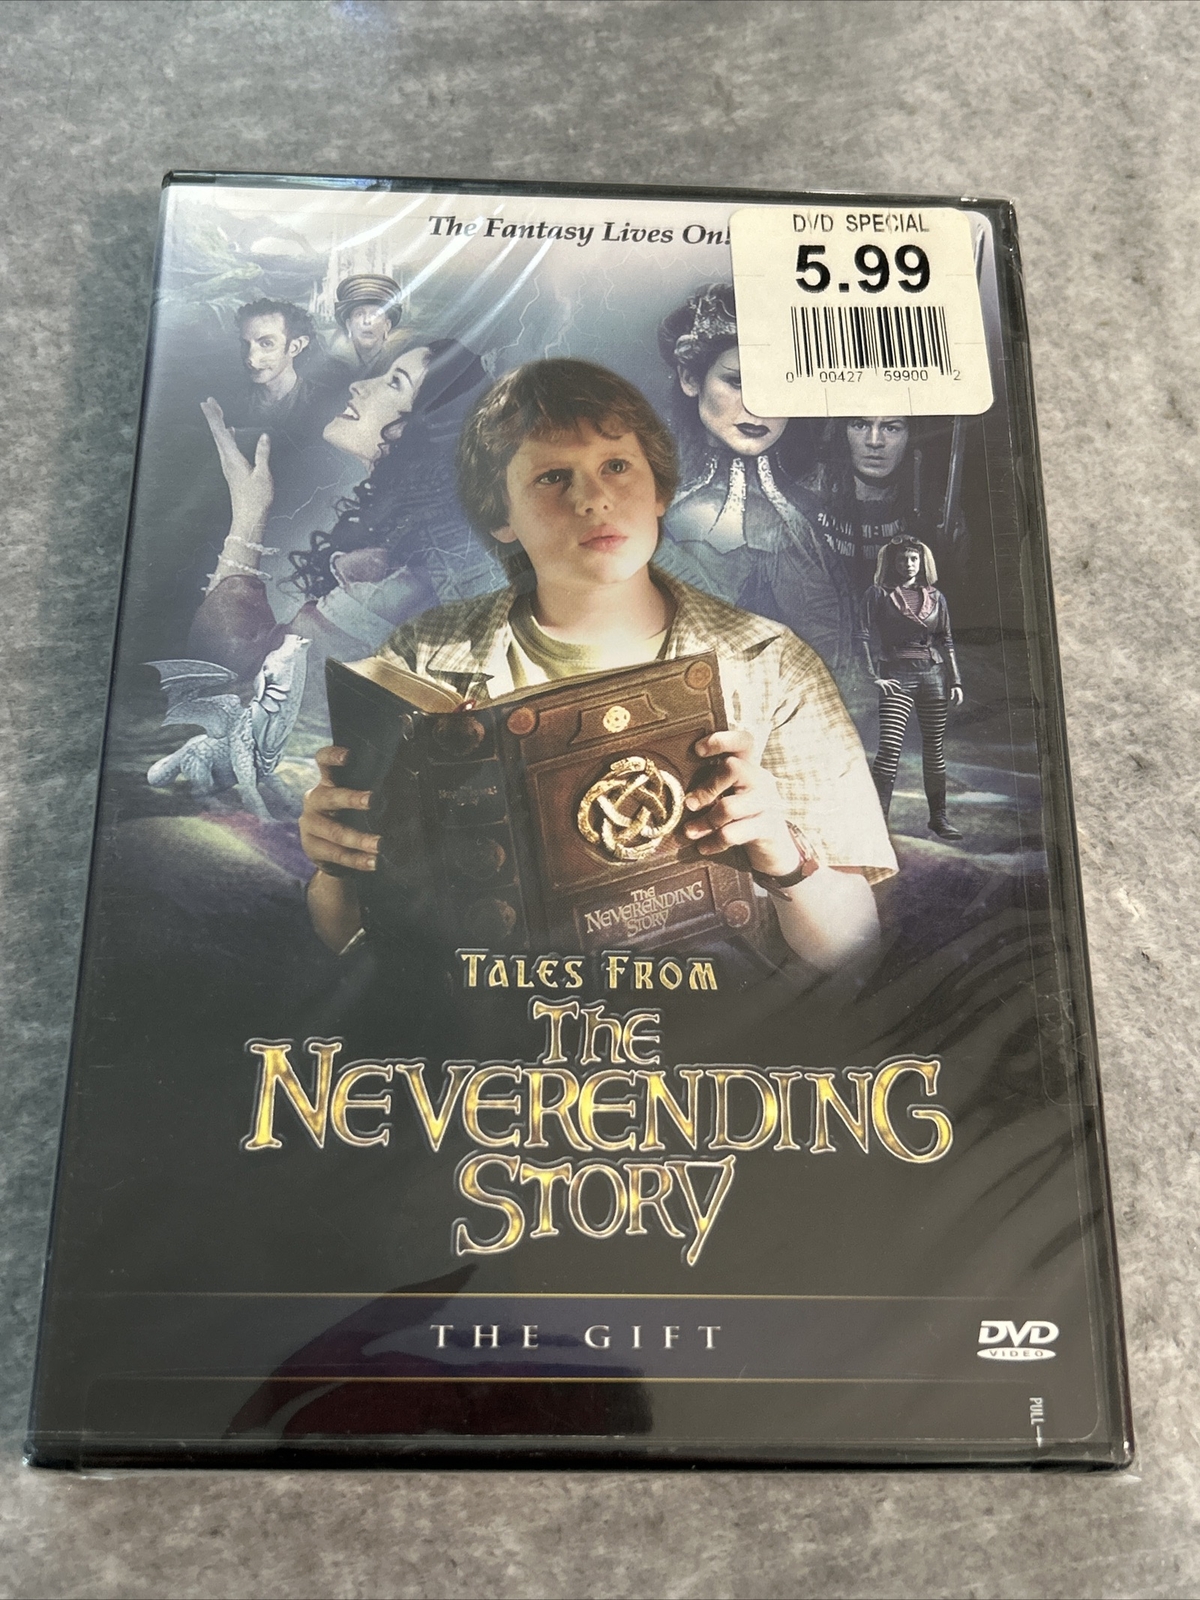 The Fantasy Lives On!
DVD SPECIAL
5.99
0 00427 59900 2
THE
NEVERENDING
STORY
TALES FROM
THE
NEVERENDING
STORY
THE GIFT
DVD
VIDEO
PULL→